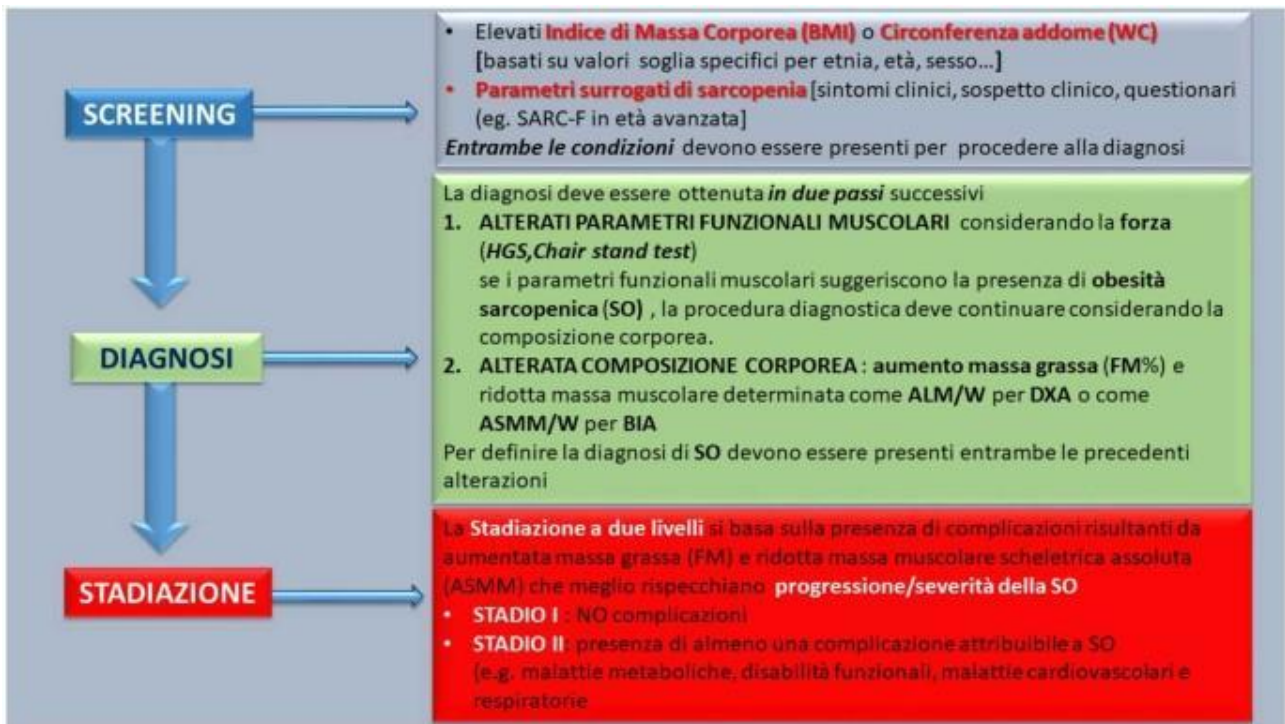 SCREENING
• Elevati Indice di Massa Corporea (BMI) o Circonferenza addome (WC)
[basati su valori soglia specifici per etnia, età, sesso...]
• Parametri surrogati di sarcopenia [sintomi clinici, sospetto clinico, questionari
(eg. SARC-F in età avanzata]
Entrambe le condizioni devono essere presenti per procedere alla diagnosi
DIAGNOSI
La diagnosi deve essere ottenuta in due passi successivi
1. ALTERATI PARAMETRI FUNZIONALI MUSCOLARI considerando la forza
(HGS,Chair stand test)
se i parametri funzionali muscolari suggeriscono la presenza di obesità
sarcopenica (SO) , la procedura diagnostica deve continuare considerando la
composizione corporea.
2. ALTERATA COMPOSIZIONE CORPOREA : aumento massa grassa (FM%) e
ridotta massa muscolare determinata come ALM/W per DXA o come
ASMM/W per BIA
Per definire la diagnosi di SO devono essere presenti entrambe le precedenti
alterazioni
STADIAZIONE
La Stadiazione a due livelli si basa sulla presenza di complicazioni risultanti da
aumentata massa grassa (FM) e ridotta massa muscolare scheletrica assoluta
(ASMM) che meglio rispecchiano progressione/severità della SO
• STADIO I : NO complicazioni
• STADIO II: presenza di almeno una complicazione attribuibile a SO
(e.g. malattie metaboliche, disabilità funzionali, malattie cardiovascolari e
respiratorie